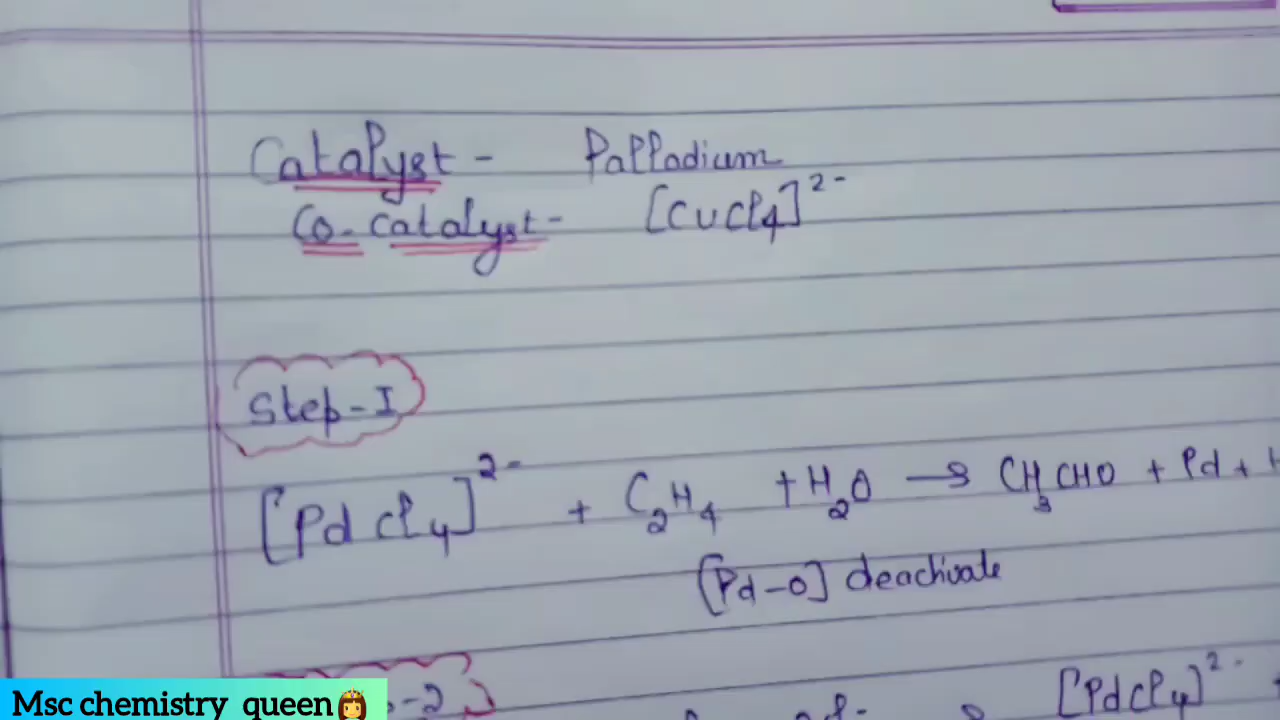 Catalyst - Palladium
Co-catalyst- [CuCl4]2-
Step-I
[PdCl4]2- + C2H4 + H2O → CH3CHO + Pd + H
[Pd-0] deactivate
-2
[PdCl4]2-
Msc chemistry queen👸